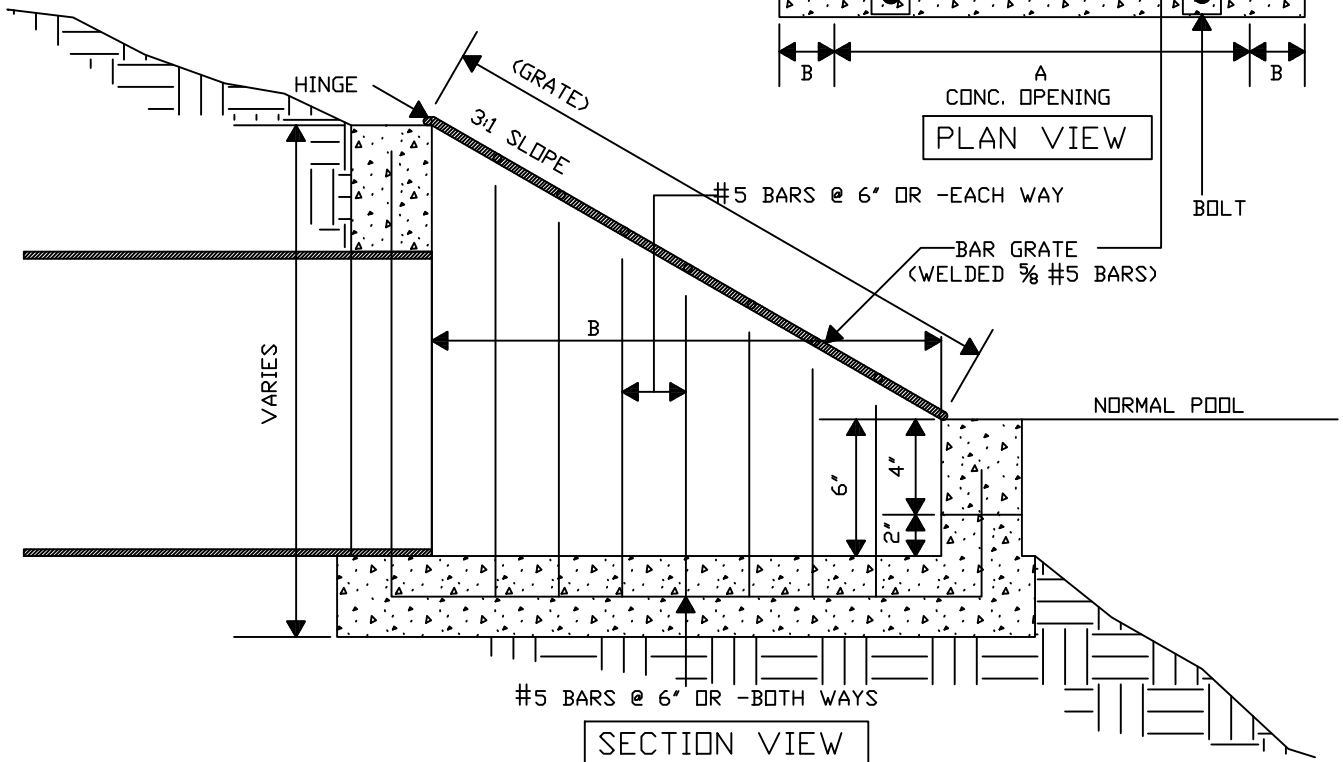 B
A
B
CONC. OPENING
PLAN VIEW
BOLT
HINGE
(GRATE)
3:1 SLOPE
#5 BARS @ 6" OR -EACH WAY
BAR GRATE
(WELDED ⅝ #5 BARS)
B
VARIES
NORMAL POOL
6"
4"
2"
#5 BARS @ 6" OR -BOTH WAYS
SECTION VIEW